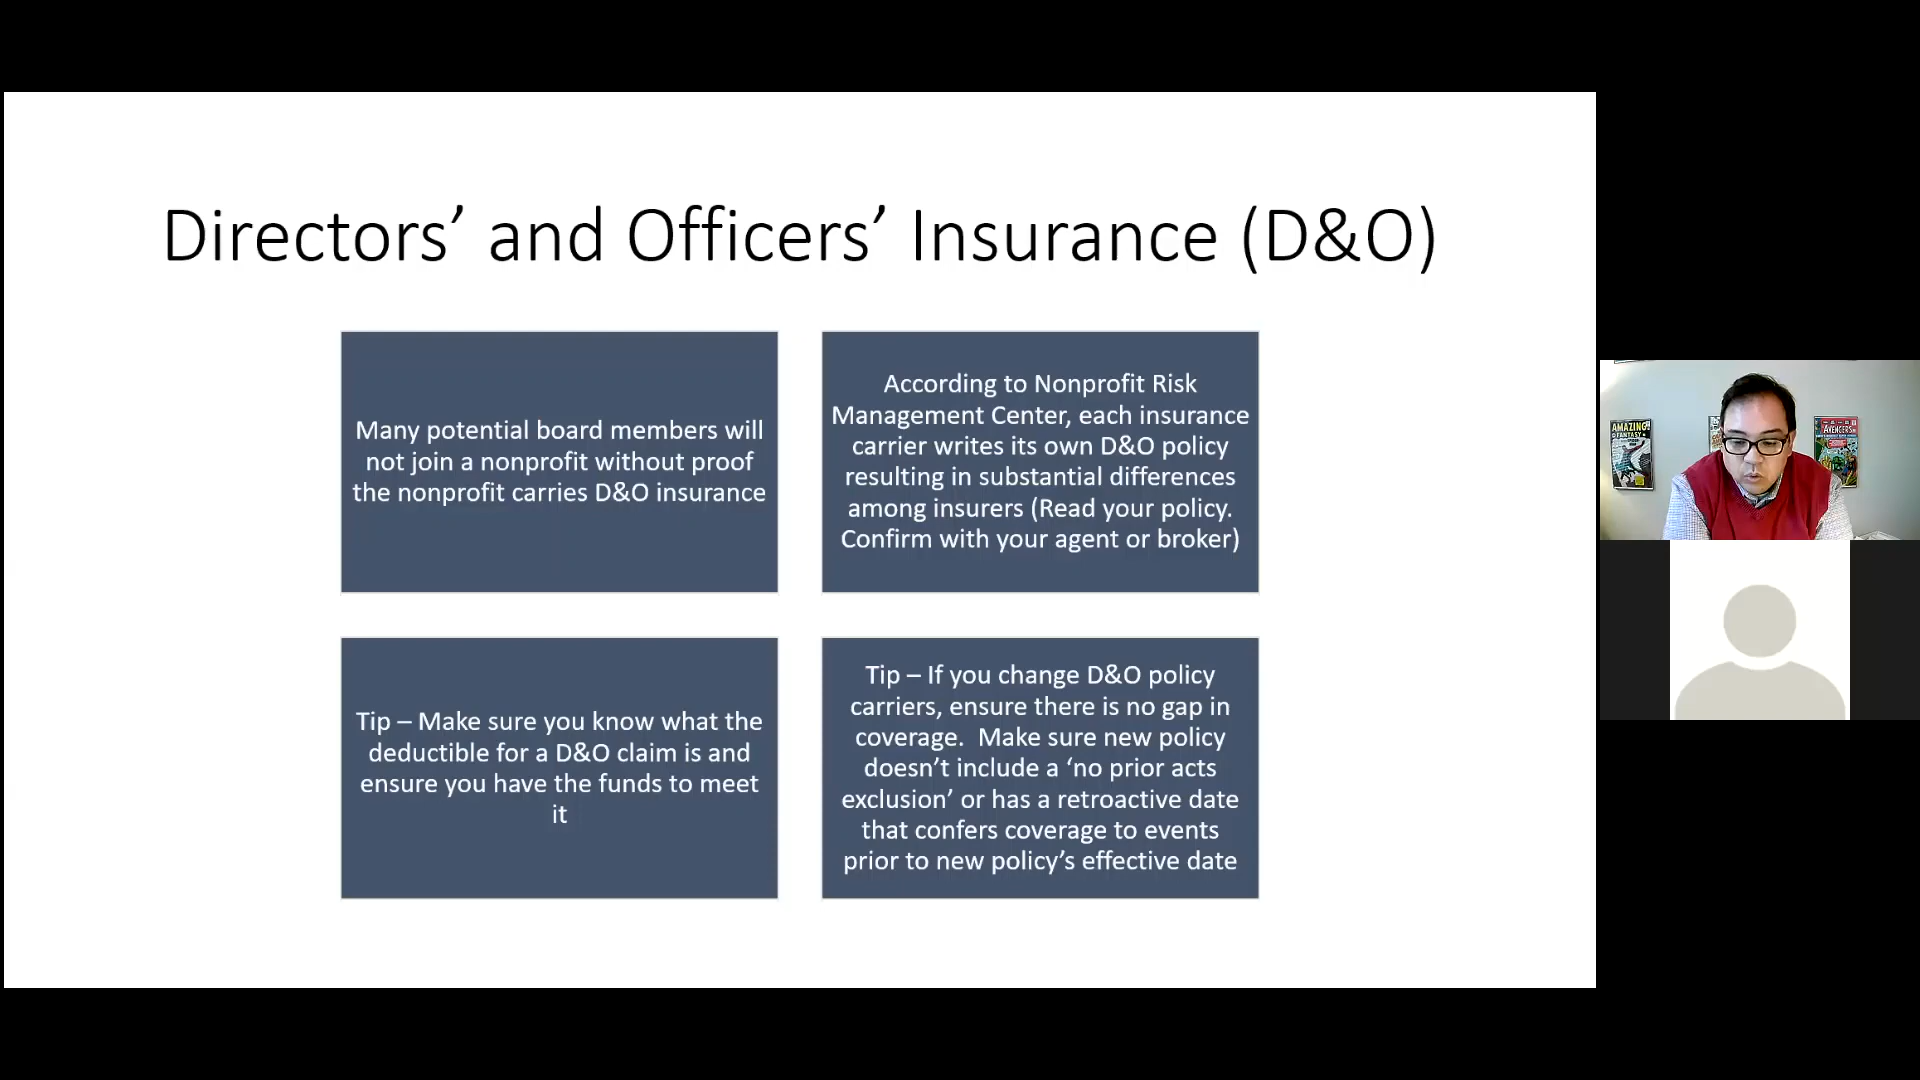 Directors’ and Officers’ Insurance (D&O)
Many potential board members will
not join a nonprofit without proof
the nonprofit carries D&O insurance
According to Nonprofit Risk
Management Center, each insurance
carrier writes its own D&O policy
resulting in substantial differences
among insurers (Read your policy.
Confirm with your agent or broker)
Tip – Make sure you know what the
deductible for a D&O claim is and
ensure you have the funds to meet
it
Tip – If you change D&O policy
carriers, ensure there is no gap in
coverage.  Make sure new policy
doesn’t include a ‘no prior acts
exclusion’ or has a retroactive date
that confers coverage to events
prior to new policy’s effective date
AMAZING
FANTASY
AVENGERS